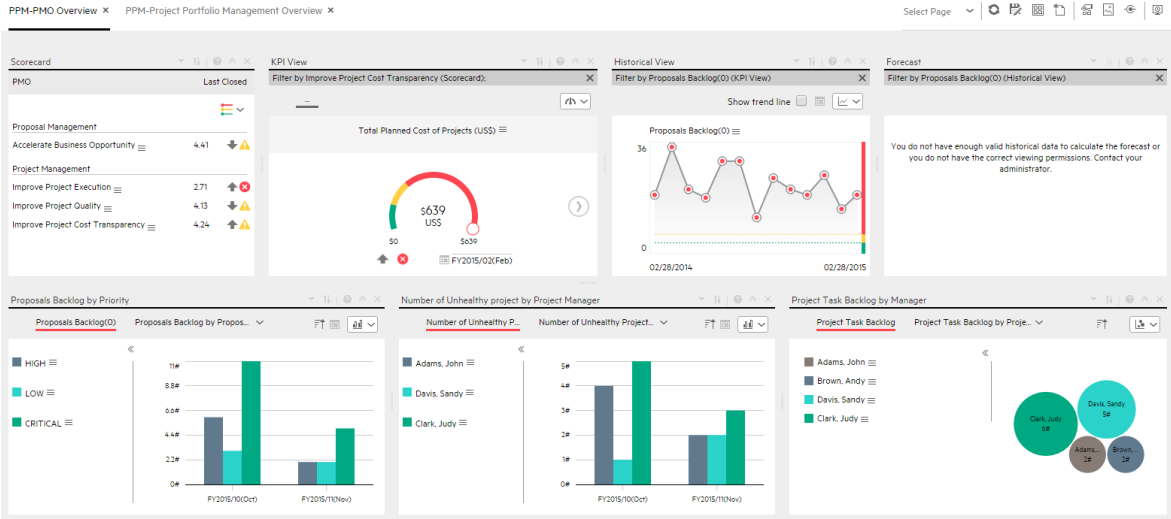 PPM-PMO Overview ×
PPM-Project Portfolio Management Overview ×
Select Page
Scorecard
PMO Last Closed
Proposal Management
Accelerate Business Opportunity 4.41
Project Management
Improve Project Execution 2.71
Improve Project Quality 4.13
Improve Project Cost Transparency 4.24
KPI View
Filter by Improve Project Cost Transparency (Scorecard):
Total Planned Cost of Projects (US$)
$639
US$
$0 $639
FY2015/02(Feb)
Historical View
Filter by Proposals Backlog(0) (KPI View)
Show trend line
Proposals Backlog(0)
36
0
02/28/2014 02/28/2015
Forecast
Filter by Proposals Backlog(0) (Historical View)
You do not have enough valid historical data to calculate the forecast or
you do not have the correct viewing permissions. Contact your
administrator.
Proposals Backlog by Priority
Proposals Backlog(0) Proposals Backlog by Propos...
HIGH
LOW
CRITICAL
11#
8.8#
6.6#
4.4#
2.2#
0#
FY2015/10(Oct) FY2015/11(Nov)
Number of Unhealthy project by Project Manager
Number of Unhealthy P... Number of Unhealthy Project...
Adams, John
Davis, Sandy
Clark, Judy
5#
4#
3#
2#
1#
0#
FY2015/10(Oct) FY2015/11(Nov)
Project Task Backlog by Manager
Project Task Backlog Project Task Backlog by Proje...
Adams, John
Brown, Andy
Davis, Sandy
Clark, Judy
Clark, Judy
6#
Davis, Sandy
5#
Adams,...
Brown,...